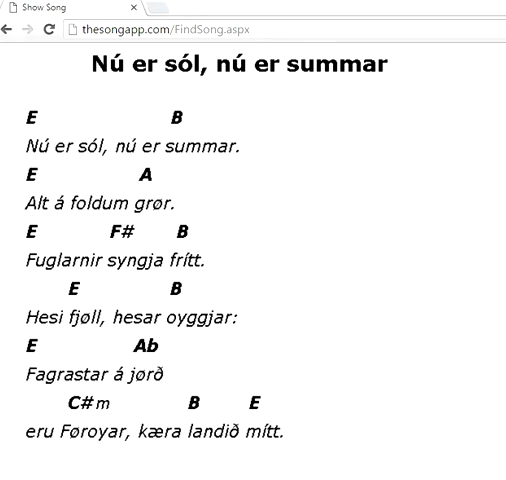 Show Song
thesongapp.com/FindSong.aspx
Nú er sól, nú er summar
E B
Nú er sól, nú er summar.
E A
Alt á foldum grør.
E F# B
Fuglarnir syngja frítt.
E B
Hesi fjøll, hesar oyggjar:
E Ab
Fagrastar á jørð
C#m B E
eru Føroyar, kæra landið mítt.